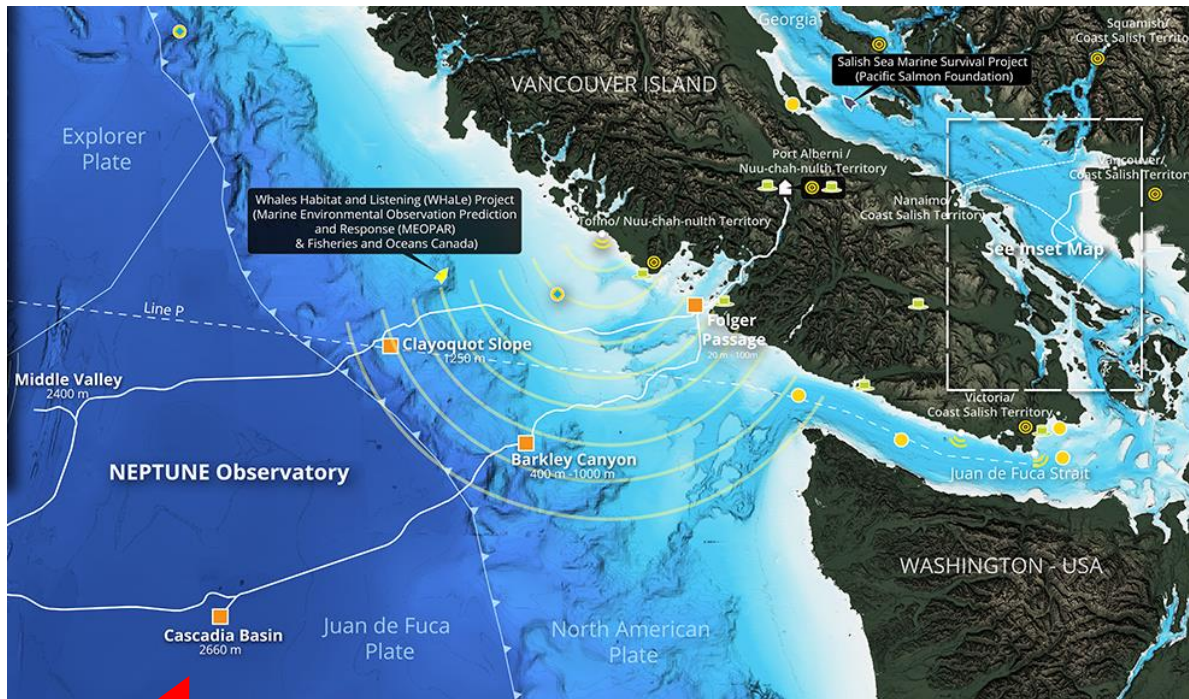 Georgia
Squamish/
Coast Salish Territory
Salish Sea Marine Survival Project
(Pacific Salmon Foundation)
VANCOUVER ISLAND
Explorer
Plate
Port Alberni /
Nuu-chah-nulth Territory
Vancouver/
Coast Salish Territory
Whales Habitat and Listening (WHaLe) Project
(Marine Environmental Observation Prediction
and Response (MEOPAR)
& Fisheries and Oceans Canada)
Nanaimo/
Coast Salish Territory
Tofino/ Nuu-chah-nulth Territory
See Inset Map
Line P
Folger
Passage
20 m - 100m
Clayoquot Slope
1250 m
Middle Valley
2400 m
Victoria/
Coast Salish Territory
Barkley Canyon
400 m -1000 m
NEPTUNE Observatory
Juan de Fuca Strait
WASHINGTON - USA
Cascadia Basin
2660 m
Juan de Fuca
Plate
North American
Plate